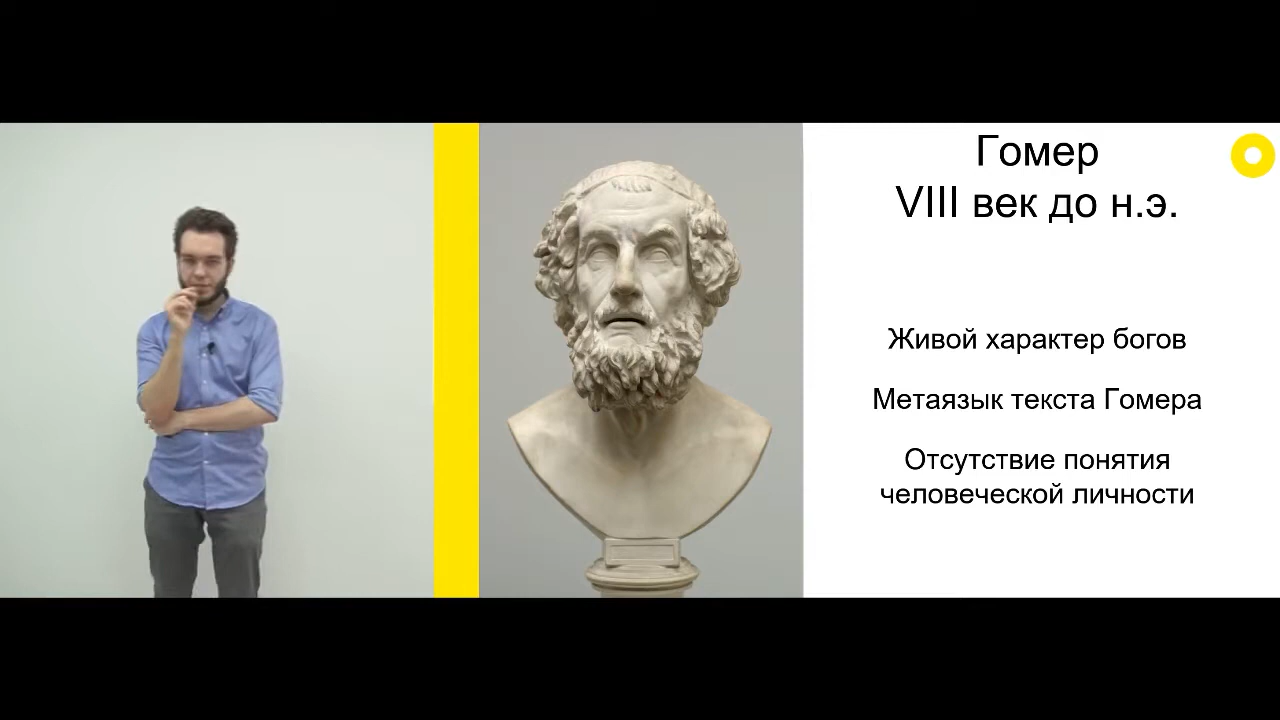 Гомер
VIII век до н.э.
Живой характер богов
Метаязык текста Гомера
Отсутствие понятия
человеческой личности